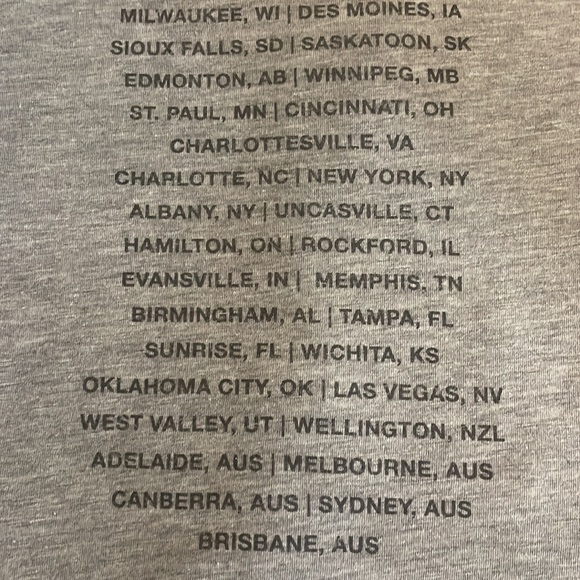 MILWAUKEE, WI | DES MOINES, IA
SIOUX FALLS, SD | SASKATOON, SK
EDMONTON, AB | WINNIPEG, MB
ST. PAUL, MN | CINCINNATI, OH
CHARLOTTESVILLE, VA
CHARLOTTE, NC | NEW YORK, NY
ALBANY, NY | UNCASVILLE, CT
HAMILTON, ON | ROCKFORD, IL
EVANSVILLE, IN | MEMPHIS, TN
BIRMINGHAM, AL | TAMPA, FL
SUNRISE, FL | WICHITA, KS
OKLAHOMA CITY, OK | LAS VEGAS, NV
WEST VALLEY, UT | WELLINGTON, NZL
ADELAIDE, AUS | MELBOURNE, AUS
CANBERRA, AUS | SYDNEY, AUS
BRISBANE, AUS